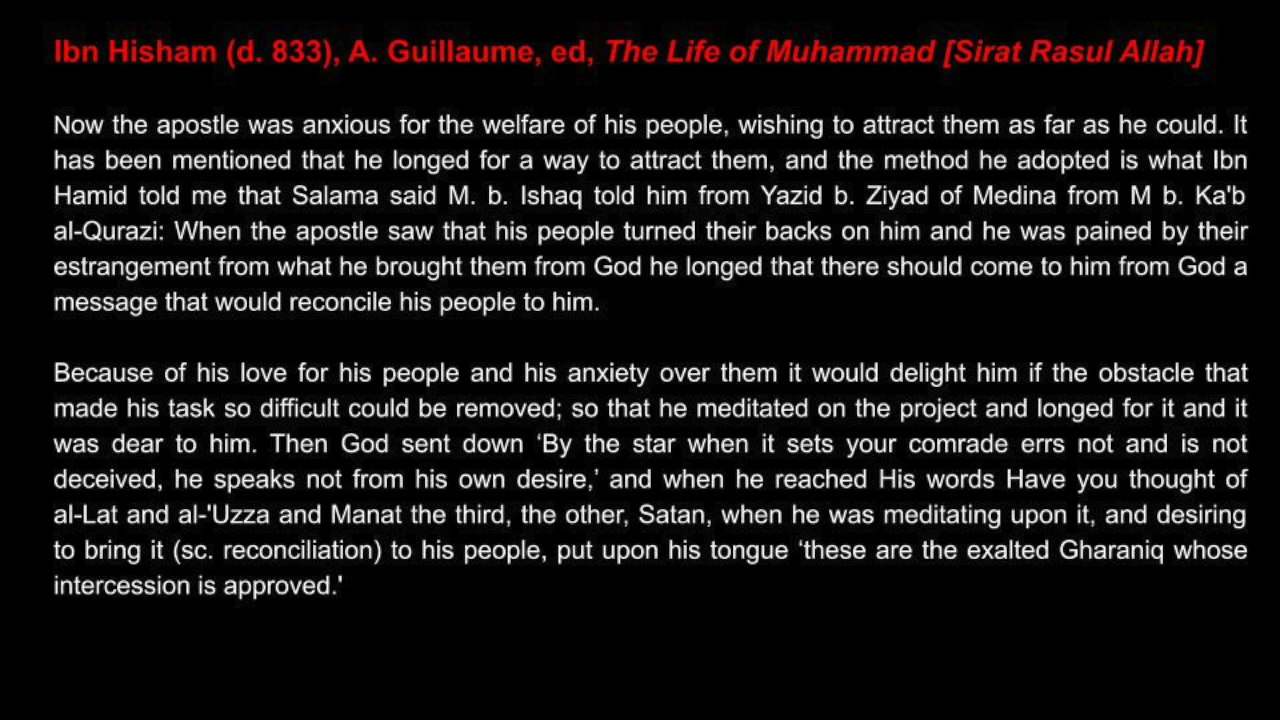 Ibn Hisham (d. 833), A. Guillaume, ed, The Life of Muhammad [Sirat Rasul Allah]
Now the apostle was anxious for the welfare of his people, wishing to attract them as far as he could. It
has been mentioned that he longed for a way to attract them, and the method he adopted is what Ibn
Hamid told me that Salama said M. b. Ishaq told him from Yazid b. Ziyad of Medina from M b. Ka'b
al-Qurazi: When the apostle saw that his people turned their backs on him and he was pained by their
estrangement from what he brought them from God he longed that there should come to him from God a
message that would reconcile his people to him.
Because of his love for his people and his anxiety over them it would delight him if the obstacle that
made his task so difficult could be removed; so that he meditated on the project and longed for it and it
was dear to him. Then God sent down ‘By the star when it sets your comrade errs not and is not
deceived, he speaks not from his own desire,’ and when he reached His words Have you thought of
al-Lat and al-'Uzza and Manat the third, the other, Satan, when he was meditating upon it, and desiring
to bring it (sc. reconciliation) to his people, put upon his tongue ‘these are the exalted Gharaniq whose
intercession is approved.'